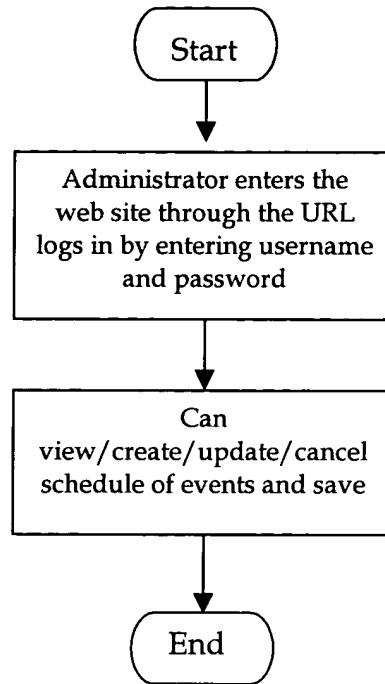 Start
Administrator enters the
web site through the URL
logs in by entering username
and password
Can
view/create/update/cancel
schedule of events and save
End